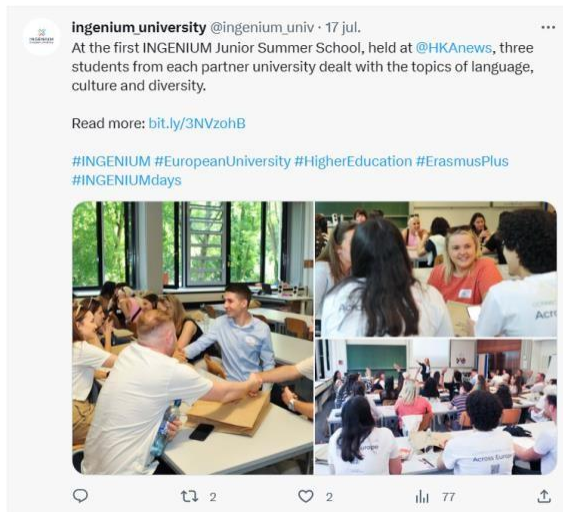 ingenium_university @ingenium_univ · 17 jul.
At the first INGENIUM Junior Summer School, held at @HKAnews, three
students from each partner university dealt with the topics of language,
culture and diversity.
Read more: bit.ly/3NVzohB
#INGENIUM #EuropeanUniversity #HigherEducation #ErasmusPlus
#INGENIUMdays
Across Europe
2
2
77